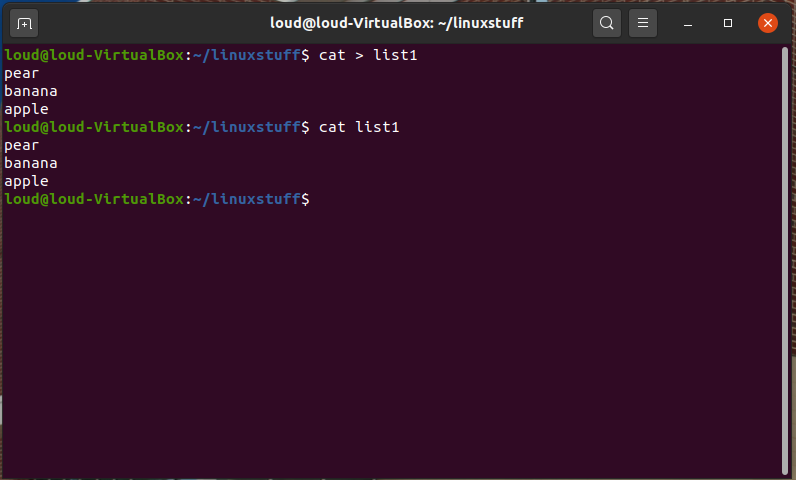 loud@loud-VirtualBox: ~/linuxstuff
loud@loud-VirtualBox:~/linuxstuff$ cat > list1
pear
banana
apple
loud@loud-VirtualBox:~/linuxstuff$ cat list1
pear
banana
apple
loud@loud-VirtualBox:~/linuxstuff$